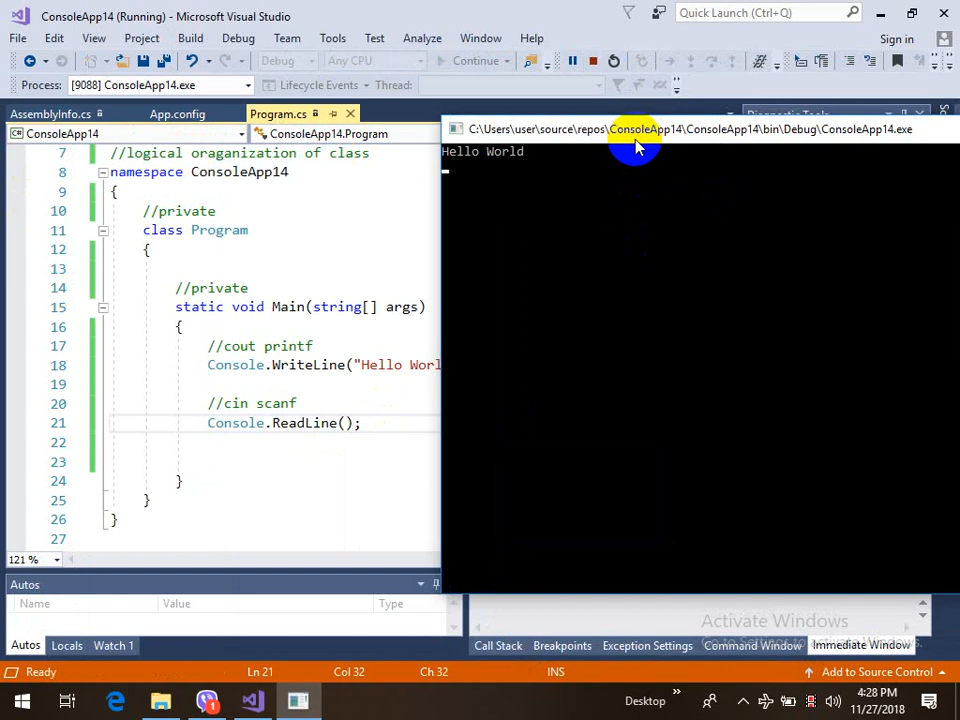 ConsoleApp14 (Running) - Microsoft Visual Studio
Quick Launch (Ctrl+Q)
File Edit View Project Build Debug Team Tools Test Analyze Window Help
Sign in
Debug Any CPU Continue
Process: [9088] ConsoleApp14.exe Lifecycle Events Thread:
AssemblyInfo.cs App.config Program.cs
ConsoleApp14 ConsoleApp14.Program
C:\Users\user\source\repos\ConsoleApp14\ConsoleApp14\bin\Debug\ConsoleApp14.exe
Hello World
7 //logical oraganization of class
8 namespace ConsoleApp14
9 {
10 //private
11 class Program
12 {
13
14 //private
15 static void Main(string[] args)
16 {
17 //cout printf
18 Console.WriteLine("Hello Worl
19
20 //cin scanf
21 Console.ReadLine();
22
23
24 }
25 }
26 }
27
121 %
Autos
Name Value Type
Autos Locals Watch 1
Call Stack Breakpoints Exception Settings Command Window Immediate Window
Activate Windows
Go to Settings to activate Windows.
Ready Ln 21 Col 32 Ch 32 INS Add to Source Control
1
Desktop
4:28 PM
11/27/2018